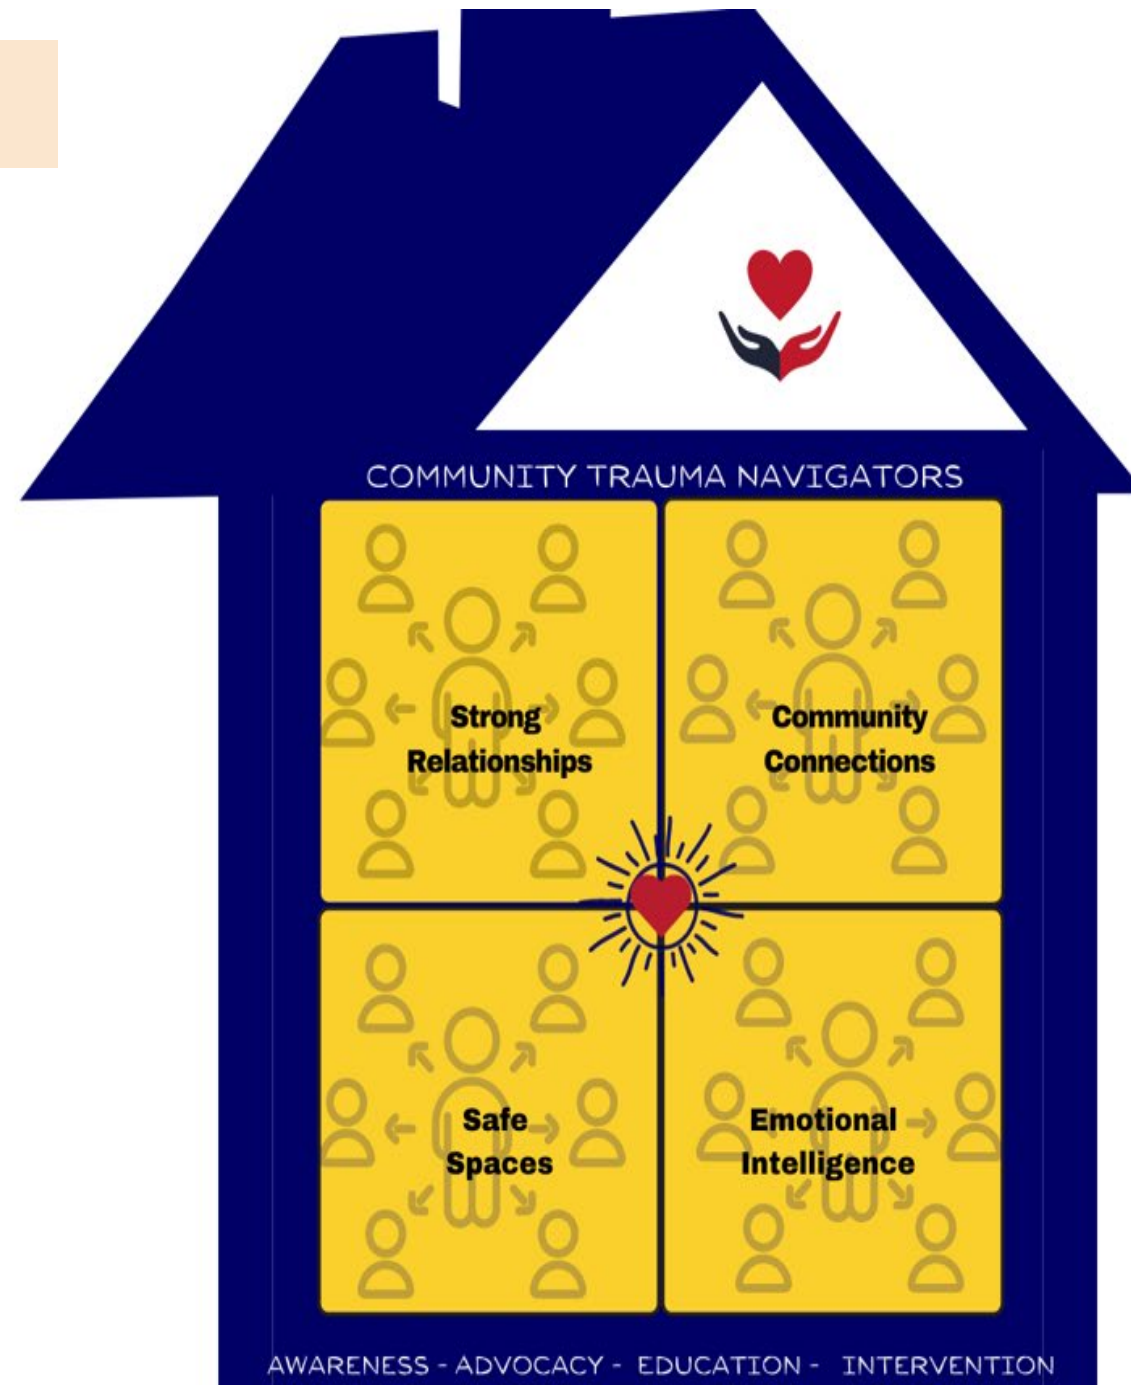 COMMUNITY TRAUMA NAVIGATORS
Strong
Relationships
Community
Connections
Safe
Spaces
Emotional
Intelligence
AWARENESS - ADVOCACY - EDUCATION - INTERVENTION